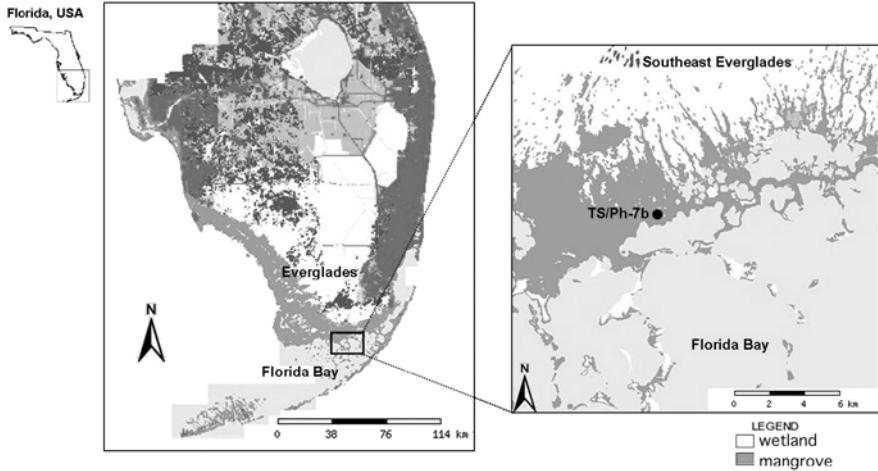 Florida, USA
Everglades
N
Florida Bay
0 38 76 114 km
Southeast Everglades
TS/Ph-7b
Florida Bay
N
0 2 4 6 km
LEGEND
wetland
mangrove